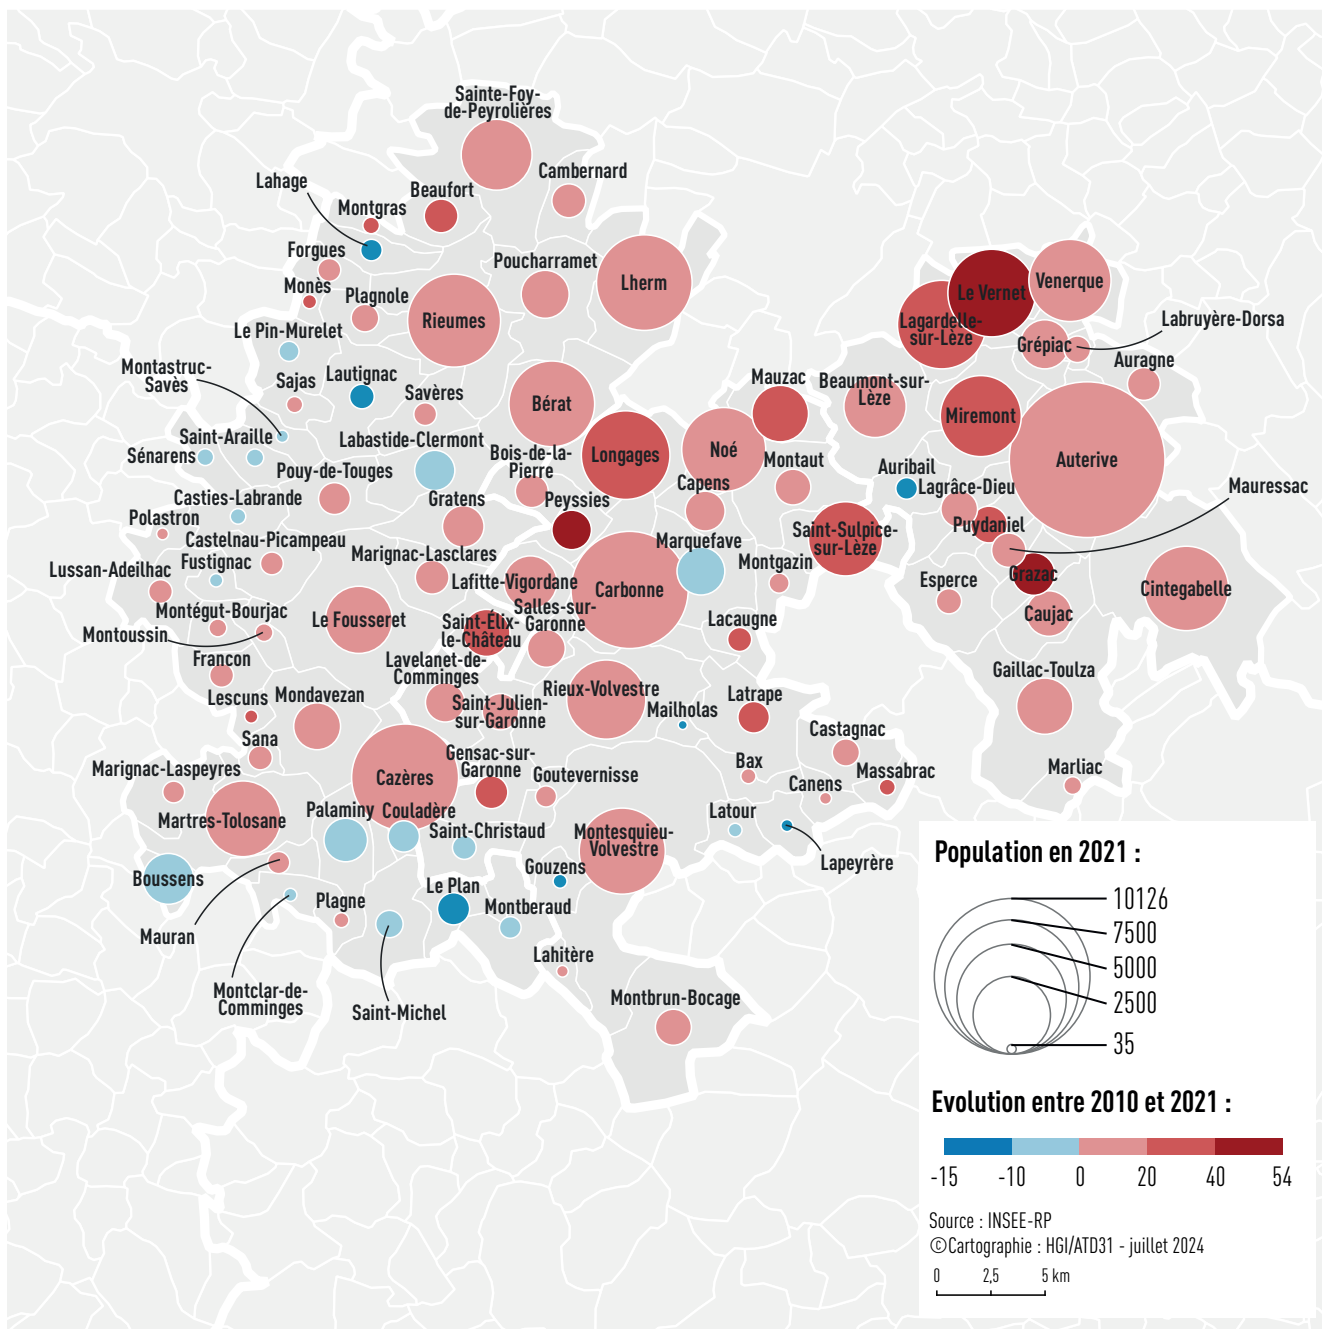 Sainte-Foy-
de-Peyrolières
Cambernard
Lahage
Beaufort
Montgras
Forgues
Poucharramet
Lherm
Monès
Plagnole
Rieumes
Le Pin-Murelet
Le Vernet
Venerque
Lagardelle-
sur-Lèze
Grépiac
Labruyère-Dorsa
Auragne
Montastruc-
Savès
Sajas
Lautignac
Savères
Bérat
Mauzac
Beaumont-sur-
Lèze
Miremont
Auterive
Saint-Araille
Sénarens
Labastide-Clermont
Bois-de-la-
Pierre
Longages
Noé
Montaut
Pouy-de-Touges
Gratens
Peyssies
Capens
Auribail
Lagrâce-Dieu
Mauressac
Casties-Labrande
Polastron
Castelnau-Picampeau
Fustignac
Marignac-Lasclares
Marquefave
Saint-Sulpice-
sur-Lèze
Puydaniel
Lussan-Adeilhac
Lafitte-Vigordane
Carbonne
Montgazin
Esperce
Grazac
Cintegabelle
Montégut-Bourjac
Montoussin
Le Fousseret
Saint-Élix-
le-Château
Salles-sur-
Garonne
Lacaugne
Caujac
Francon
Lavelanet-de-
Comminges
Gaillac-Toulza
Lescuns
Mondavezan
Saint-Julien-
sur-Garonne
Rieux-Volvestre
Mailholas
Latrape
Castagnac
Sana
Marignac-Laspeyres
Cazères
Gensac-sur-
Garonne
Goutevernisse
Bax
Canens
Massabrac
Marliac
Martres-Tolosane
Palaminy
Couladère
Saint-Christaud
Montesquieu-
Volvestre
Latour
Lapeyrère
Boussens
Gouzens
Le Plan
Montberaud
Plagne
Mauran
Lahitère
Montclar-de-
Comminges
Saint-Michel
Montbrun-Bocage
Population en 2021 :
10126
7500
5000
2500
35
Evolution entre 2010 et 2021 :
-15 -10 0 20 40 54
Source : INSEE-RP
©Cartographie : HGI/ATD31 - juillet 2024
0 2,5 5 km